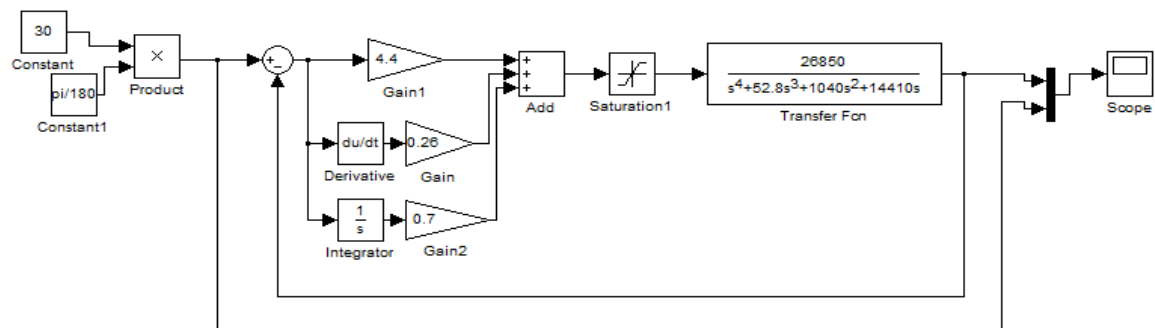 30
Constant
pi/180
Constant1
×
Product
+
−
4.4
Gain1
du/dt
Derivative
0.26
Gain
1
s
Integrator
0.7
Gain2
+
+
+
Add
Saturation1
26850
s⁴+52.8s³+1040s²+14410s
Transfer Fcn
Scope